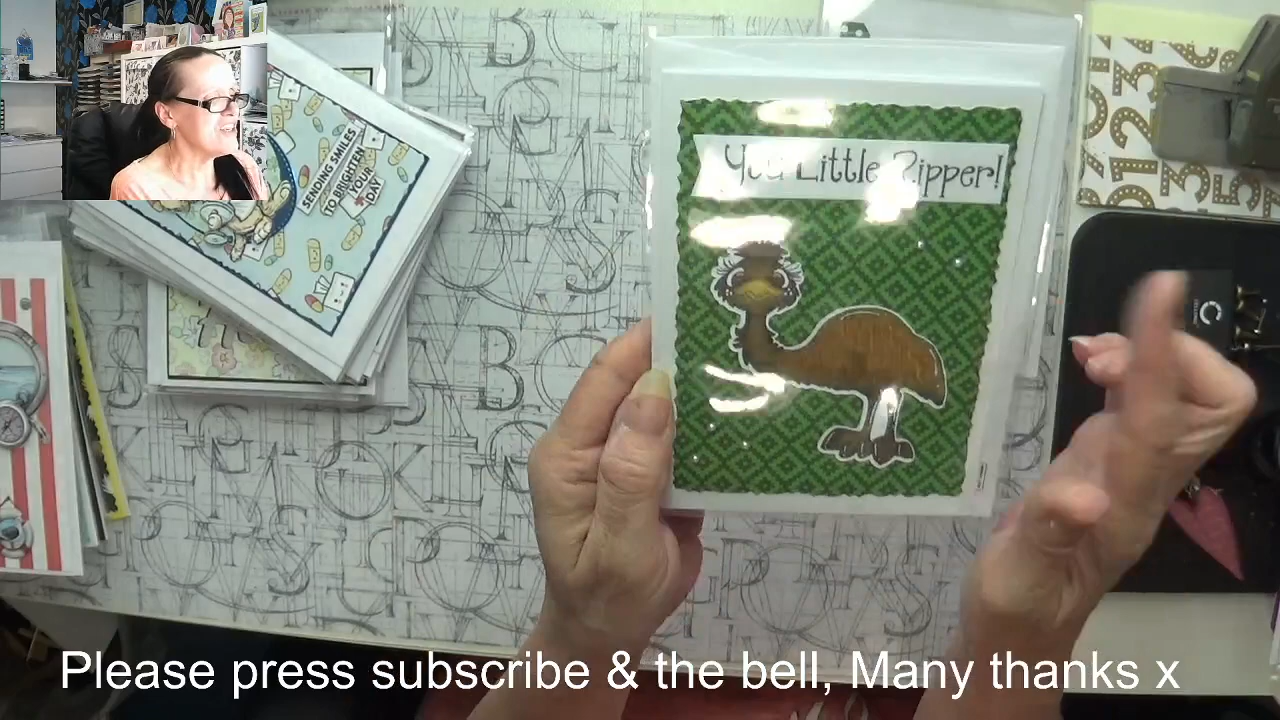 SENDING SMILES
TO BRIGHTEN
YOUR
DAY
You Little Ripper!
Please press subscribe & the bell, Many thanks x